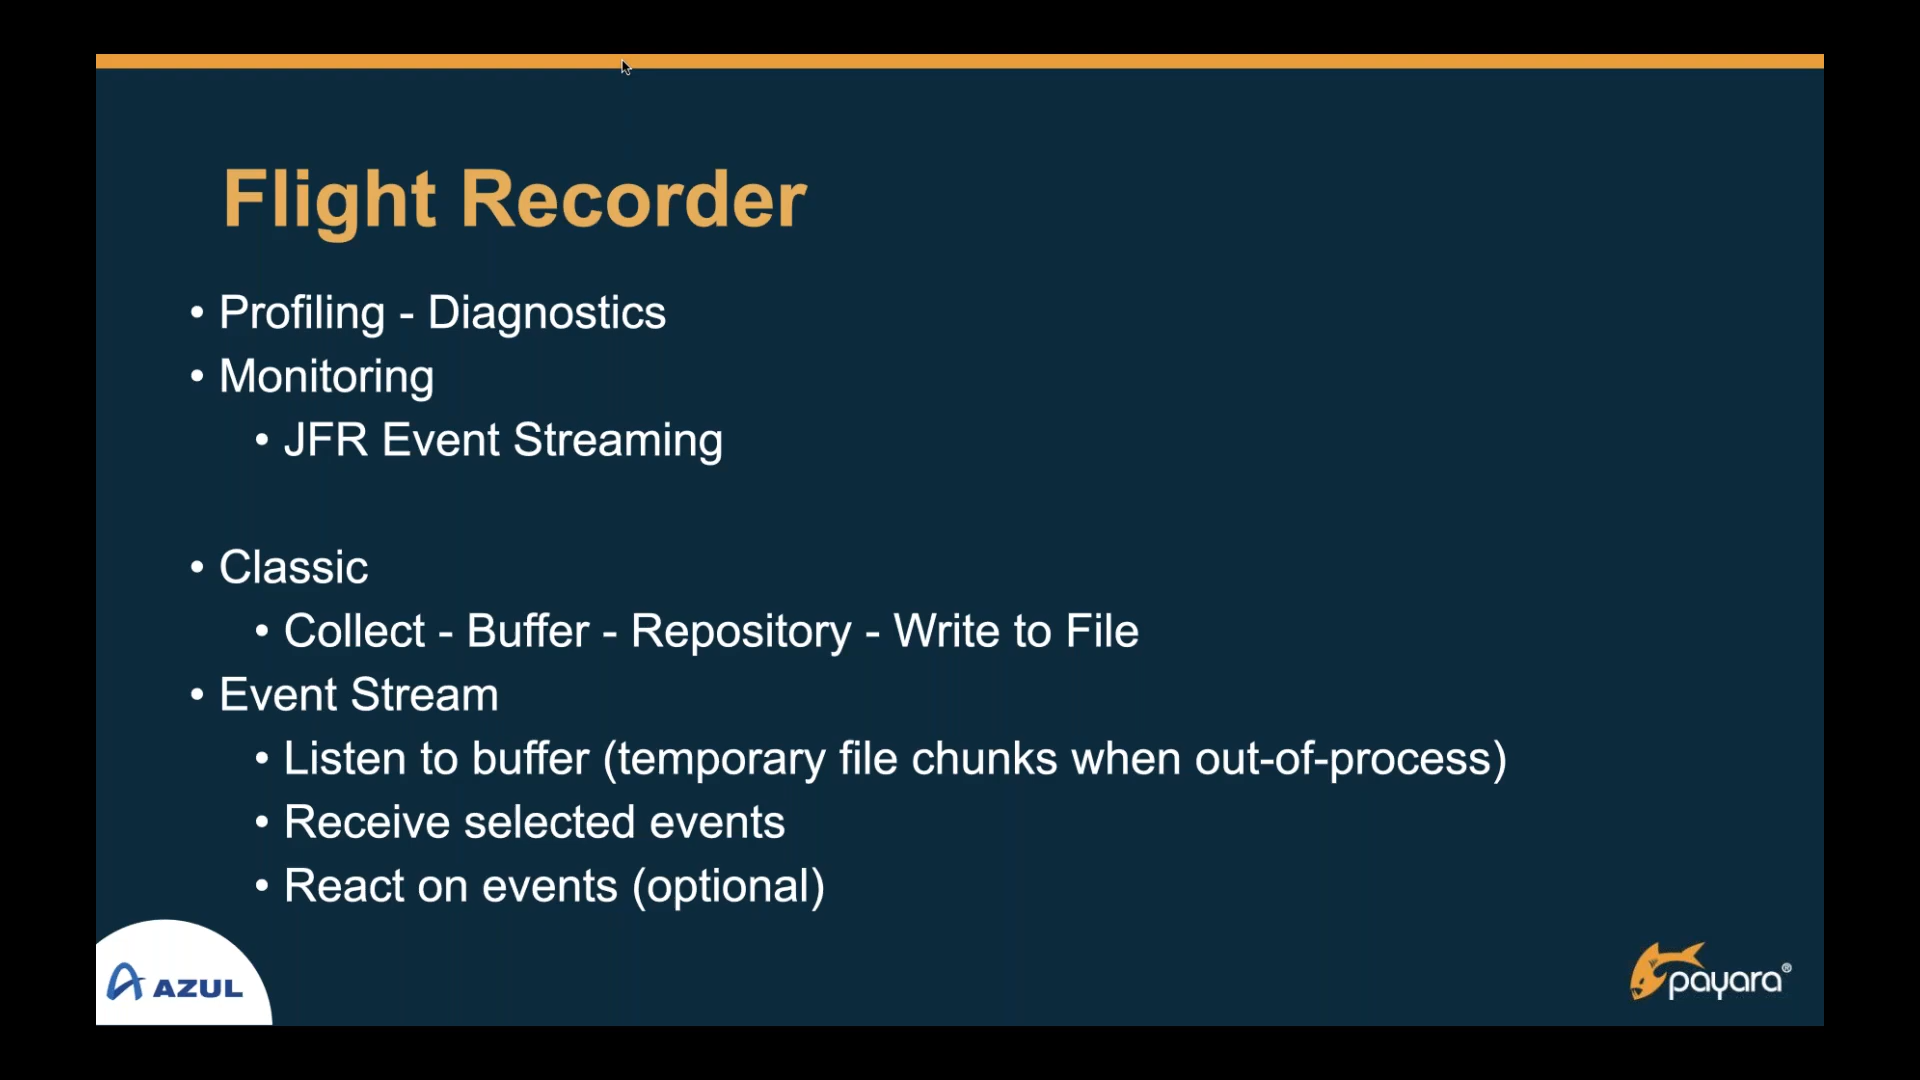 Flight Recorder
• Profiling - Diagnostics
• Monitoring
• JFR Event Streaming
• Classic
• Collect - Buffer - Repository - Write to File
• Event Stream
• Listen to buffer (temporary file chunks when out-of-process)
• Receive selected events
• React on events (optional)
AZUL
payara®